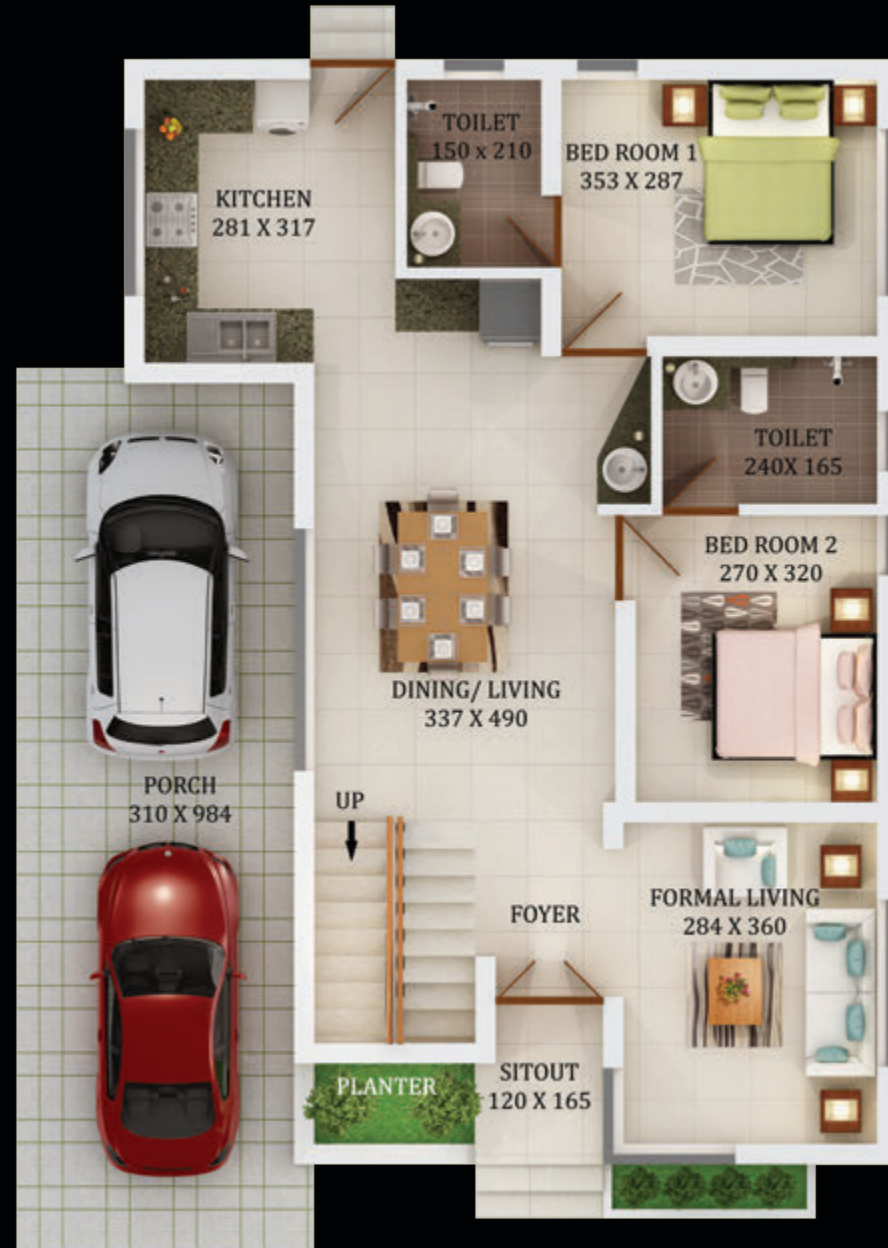 TOILET
150 x 210
BED ROOM 1
353 X 287
KITCHEN
281 X 317
TOILET
240X 165
BED ROOM 2
270 X 320
DINING/ LIVING
337 X 490
PORCH
310 X 984
UP
FOYER
FORMAL LIVING
284 X 360
PLANTER
SITOUT
120 X 165